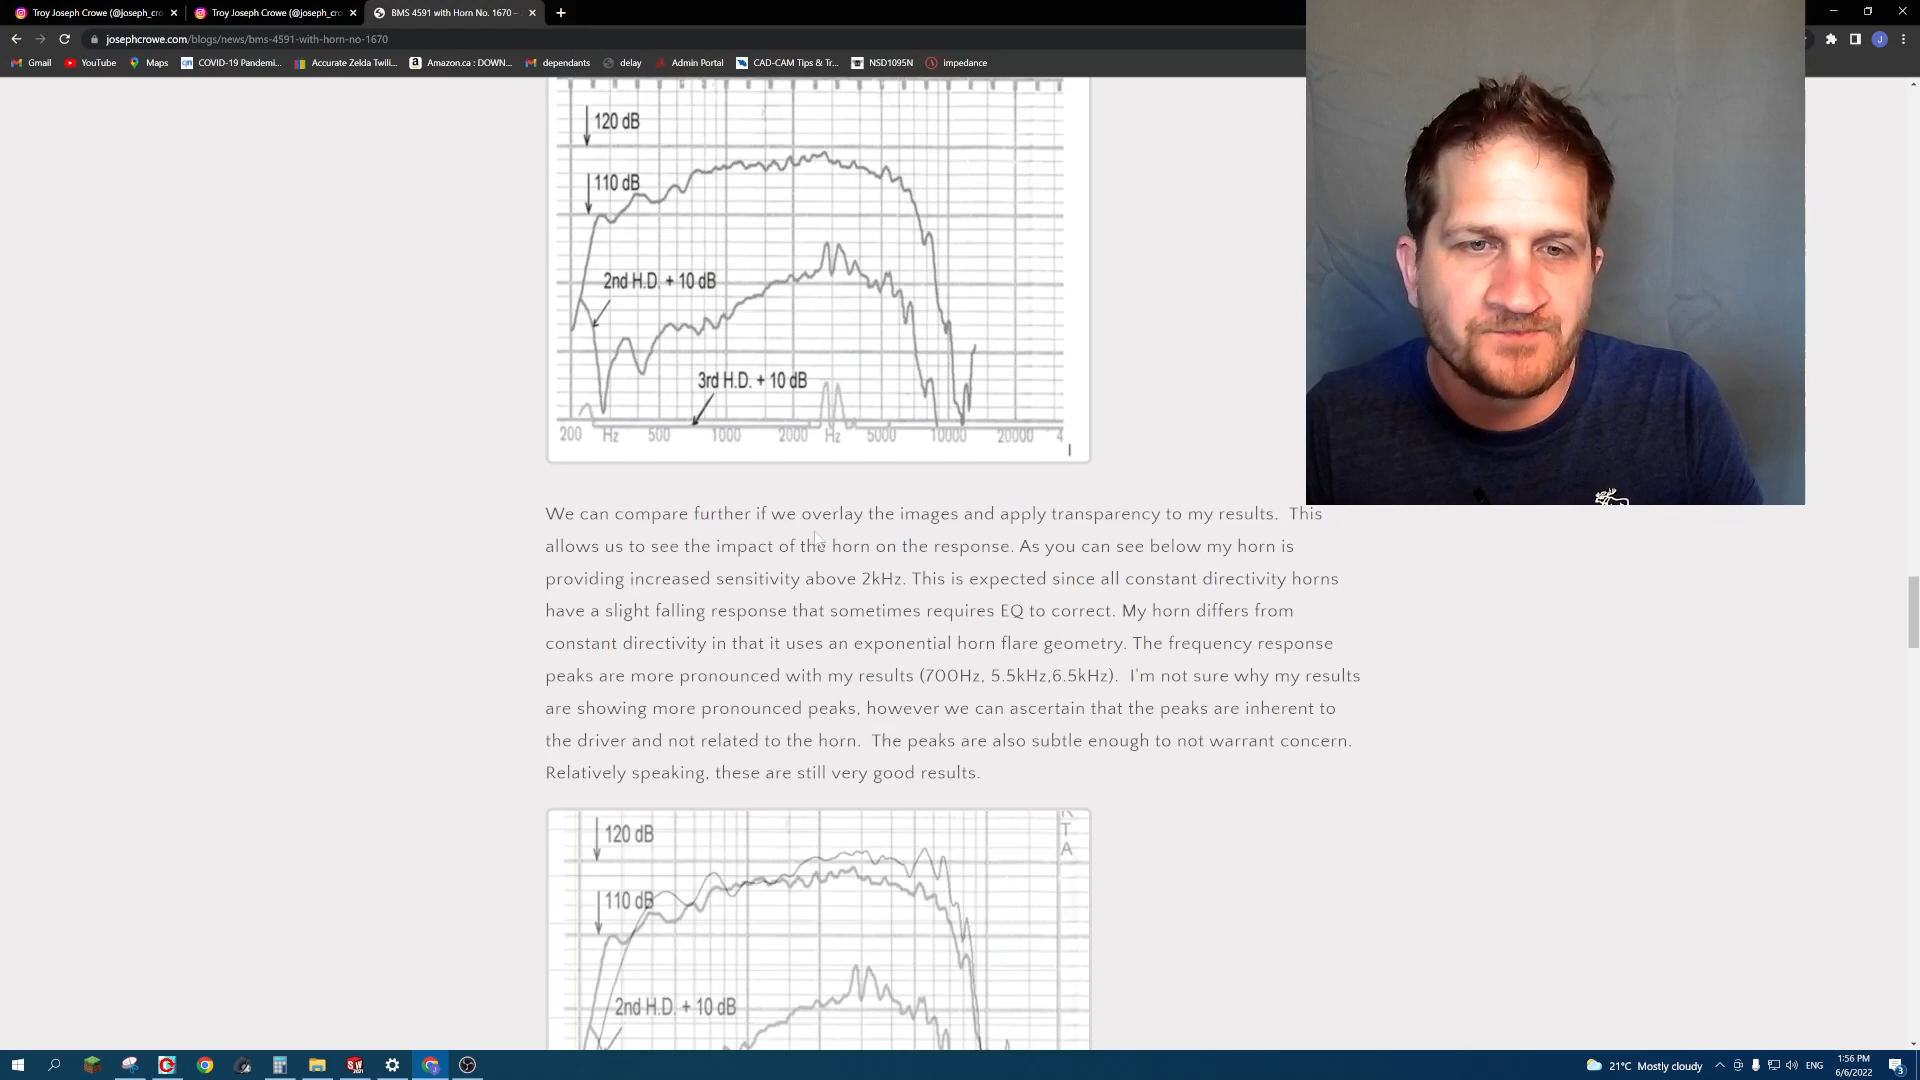 Troy Joseph Crowe (@joseph_cro
Troy Joseph Crowe (@joseph_cro
BMS 4591 with Horn No. 1670 –
josephcrowe.com/blogs/news/bms-4591-with-horn-no-1670
Gmail
YouTube
Maps
COVID-19 Pandemi...
Accurate Zelda Twili...
Amazon.ca : DOWN...
dependants
delay
Admin Portal
CAD-CAM Tips & Tr...
NSD1095N
impedance
J
120 dB
110 dB
2nd H.D. + 10 dB
3rd H.D. + 10 dB
200 Hz 500 1000 2000 Hz 5000 10000 20000 4
We can compare further if we overlay the images and apply transparency to my results. This
allows us to see the impact of the horn on the response. As you can see below my horn is
providing increased sensitivity above 2kHz. This is expected since all constant directivity horns
have a slight falling response that sometimes requires EQ to correct. My horn differs from
constant directivity in that it uses an exponential horn flare geometry. The frequency response
peaks are more pronounced with my results (700Hz, 5.5kHz,6.5kHz). I'm not sure why my results
are showing more pronounced peaks, however we can ascertain that the peaks are inherent to
the driver and not related to the horn. The peaks are also subtle enough to not warrant concern.
Relatively speaking, these are still very good results.
120 dB
T
A
110 dB
2nd H.D. + 10 dB
SW
2021
21°C Mostly cloudy
ENG
1:56 PM
6/6/2022
3